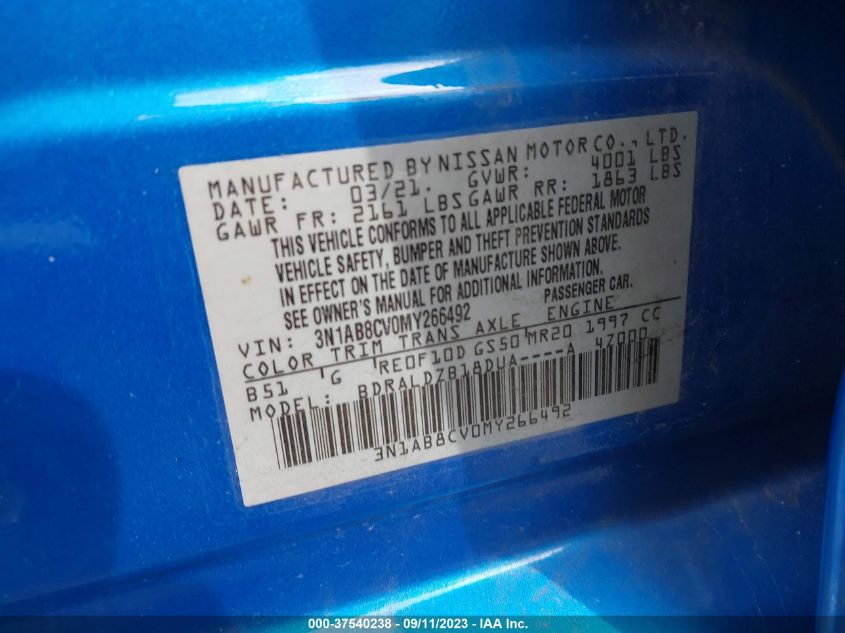 MANUFACTURED BY NISSAN MOTOR CO., LTD.
DATE: 03/21. GVWR: 4001 LBS
GAWR FR: 2161 LBS GAWR RR: 1863 LBS
THIS VEHICLE CONFORMS TO ALL APPLICABLE FEDERAL MOTOR
VEHICLE SAFETY, BUMPER AND THEFT PREVENTION STANDARDS
IN EFFECT ON THE DATE OF MANUFACTURE SHOWN ABOVE.
SEE OWNER'S MANUAL FOR ADDITIONAL INFORMATION.
VIN: 3N1AB8CV0MY266492 PASSENGER CAR.
COLOR TRIM TRANS AXLE ENGINE
B51 G RE0F10D GS50 MR20 1997 CC
MODEL: BDRALDZB18DUA----A 4Z000
3N1AB8CV0MY266492
000-37540238 - 09/11/2023 - IAA Inc.